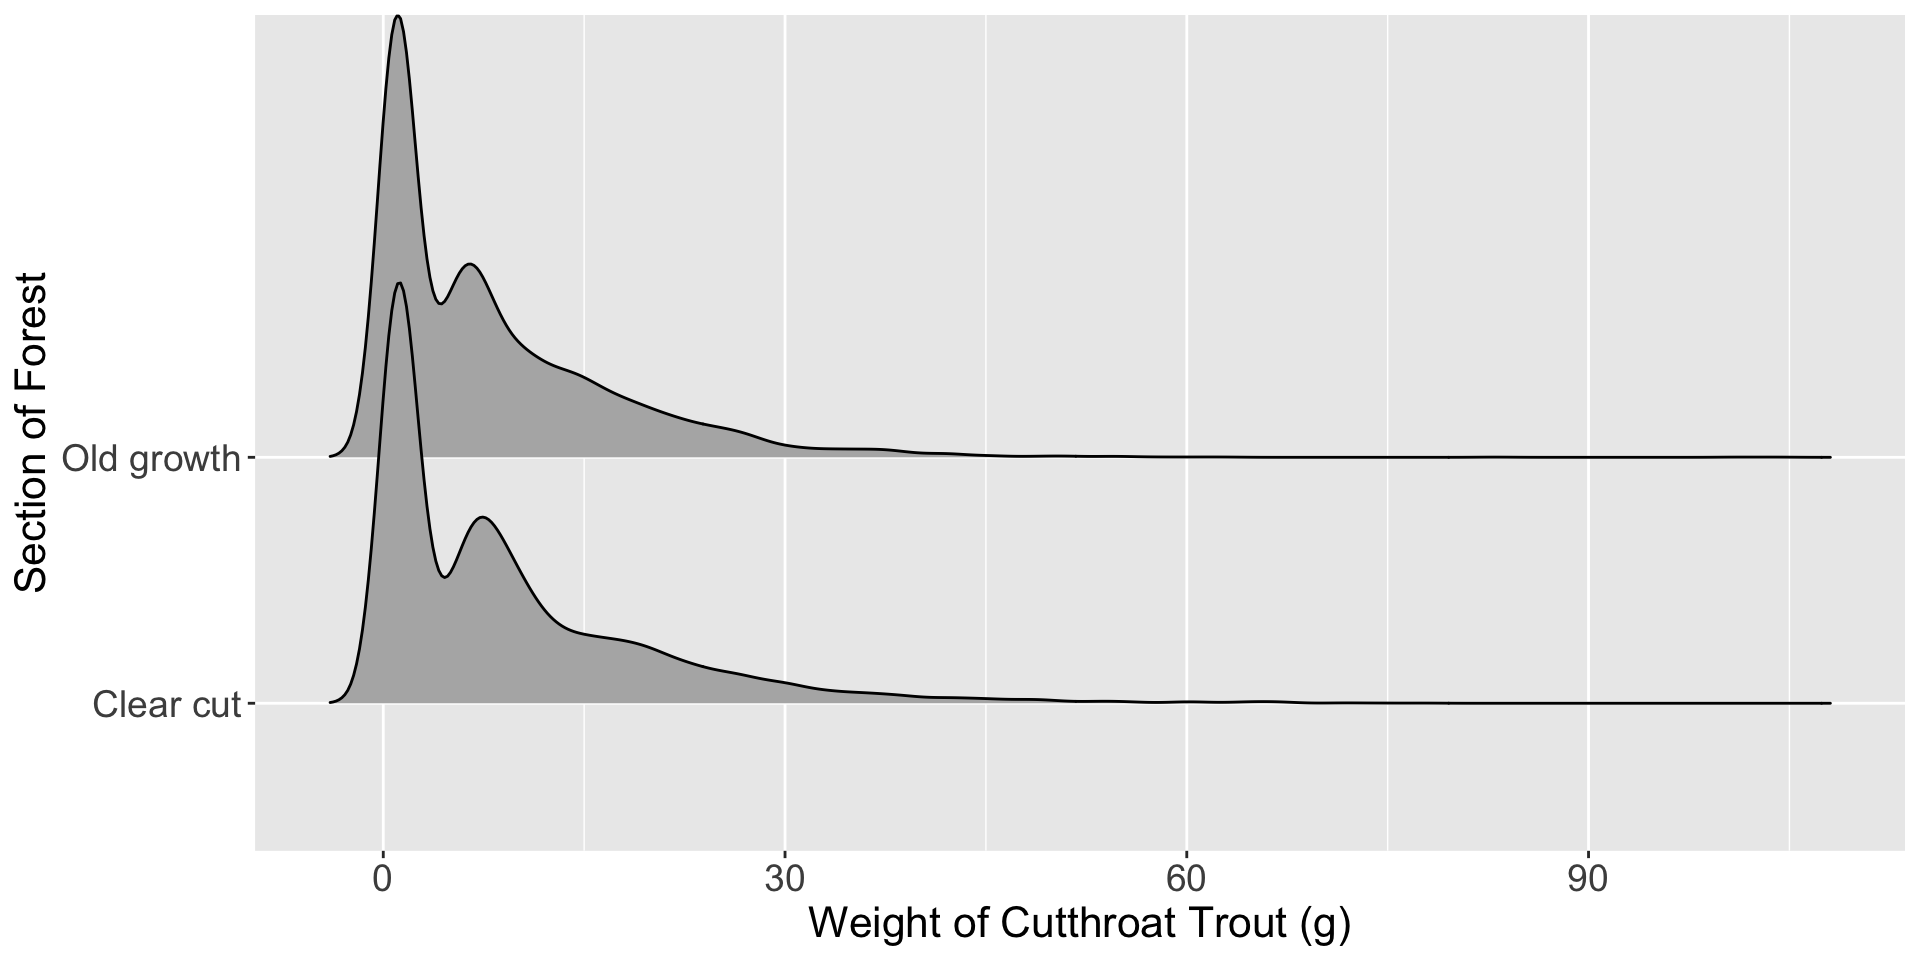 Section of Forest
Old growth
Clear cut
0 30 60 90
Weight of Cutthroat Trout (g)